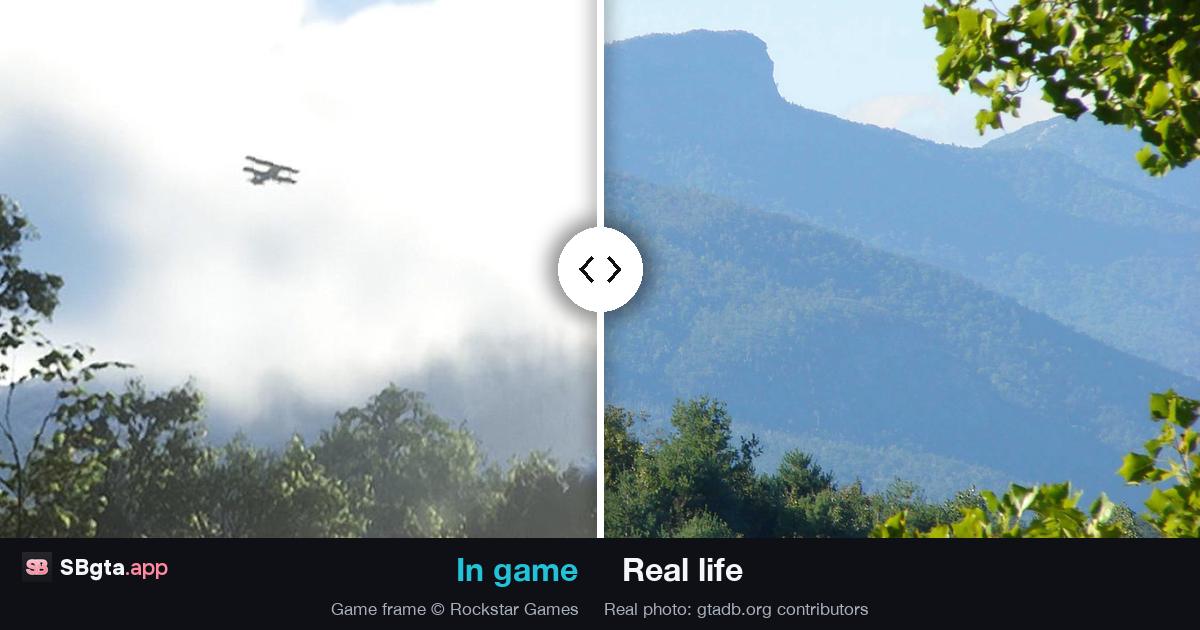 SB SBgta.app
In game Real life
Game frame © Rockstar Games Real photo: gtadb.org contributors